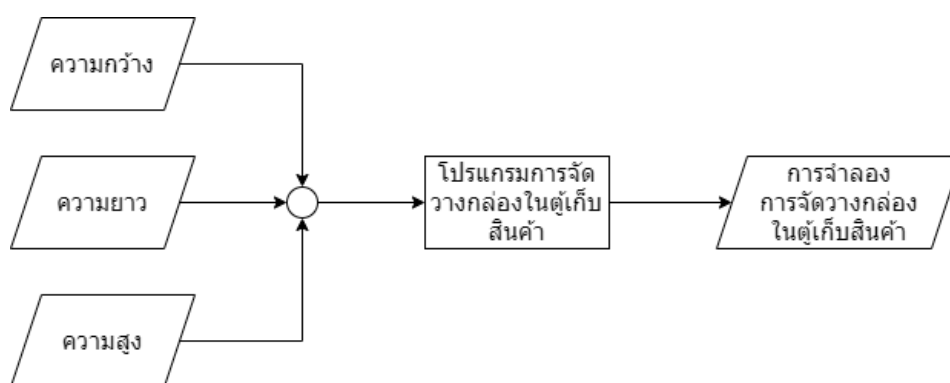 ความกว้าง
ความยาว
ความสูง
โปรแกรมการจัด
วางกล่องในตู้เก็บ
สินค้า
การจำลอง
การจัดวางกล่อง
ในตู้เก็บสินค้า